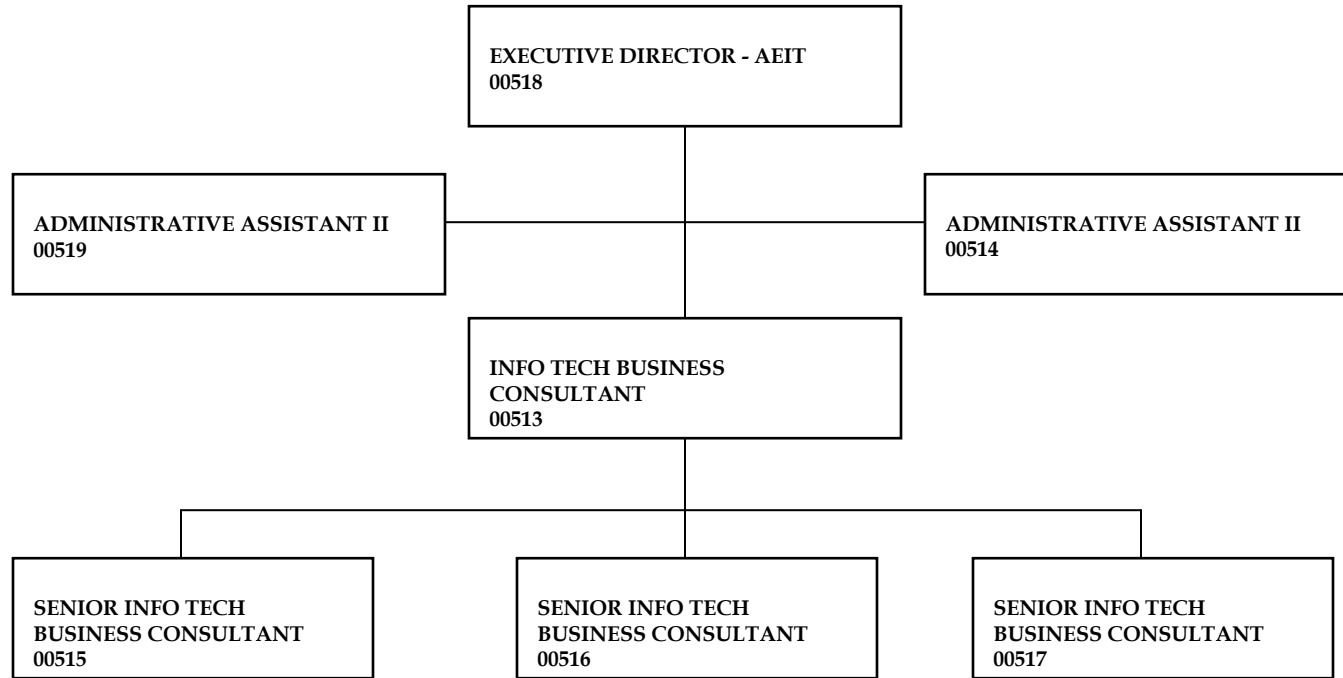 EXECUTIVE DIRECTOR - AEIT
00518
ADMINISTRATIVE ASSISTANT II
00519
ADMINISTRATIVE ASSISTANT II
00514
INFO TECH BUSINESS
CONSULTANT
00513
SENIOR INFO TECH
BUSINESS CONSULTANT
00515
SENIOR INFO TECH
BUSINESS CONSULTANT
00516
SENIOR INFO TECH
BUSINESS CONSULTANT
00517